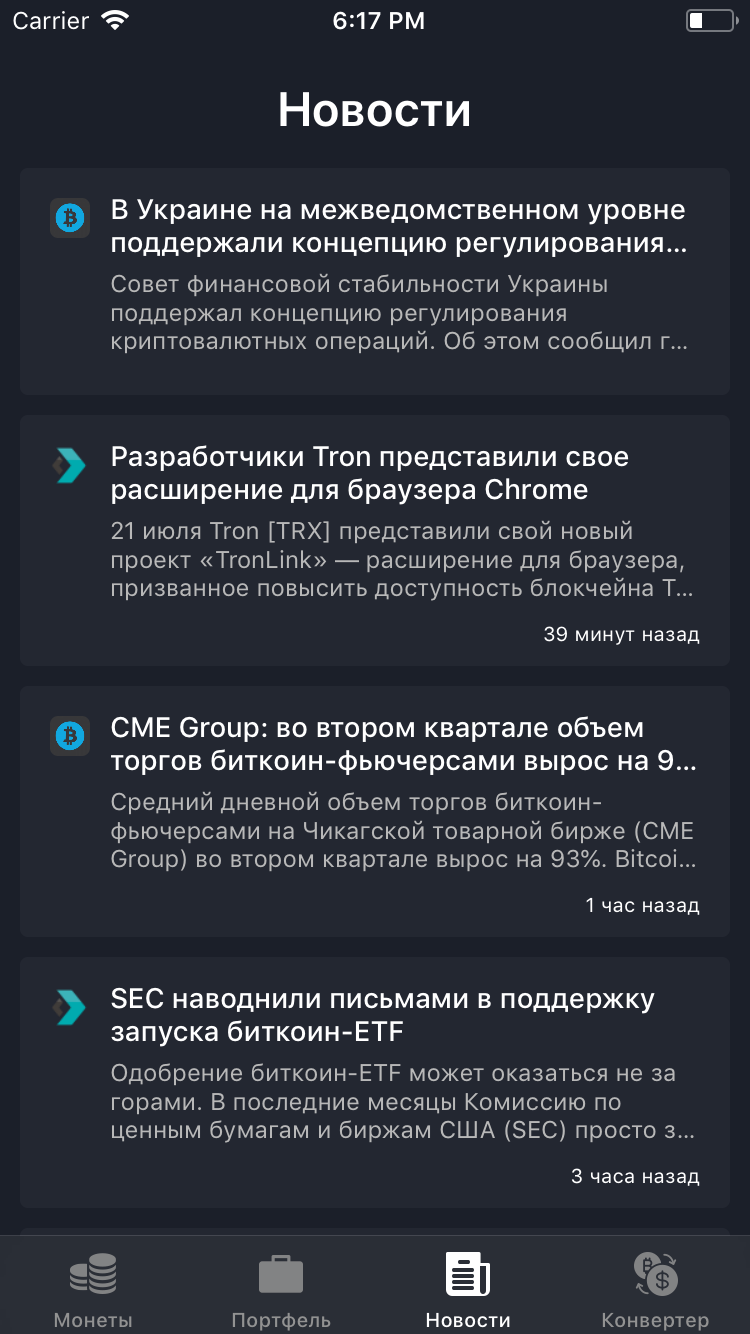 Carrier 6:17 PM
Новости
В Украине на межведомственном уровне
поддержали концепцию регулирования...
Совет финансовой стабильности Украины
поддержал концепцию регулирования
криптовалютных операций. Об этом сообщил г...
Разработчики Tron представили свое
расширение для браузера Chrome
21 июля Tron [TRX] представили свой новый
проект «TronLink» — расширение для браузера,
призванное повысить доступность блокчейна T...
39 минут назад
CME Group: во втором квартале объем
торгов биткоин-фьючерсами вырос на 9...
Средний дневной объем торгов биткоин-
фьючерсами на Чикагской товарной бирже (CME
Group) во втором квартале вырос на 93%. Bitcoi...
1 час назад
SEC наводнили письмами в поддержку
запуска биткоин-ETF
Одобрение биткоин-ETF может оказаться не за
горами. В последние месяцы Комиссию по
ценным бумагам и биржам США (SEC) просто з...
3 часа назад
Монеты Портфель Новости Конвертер